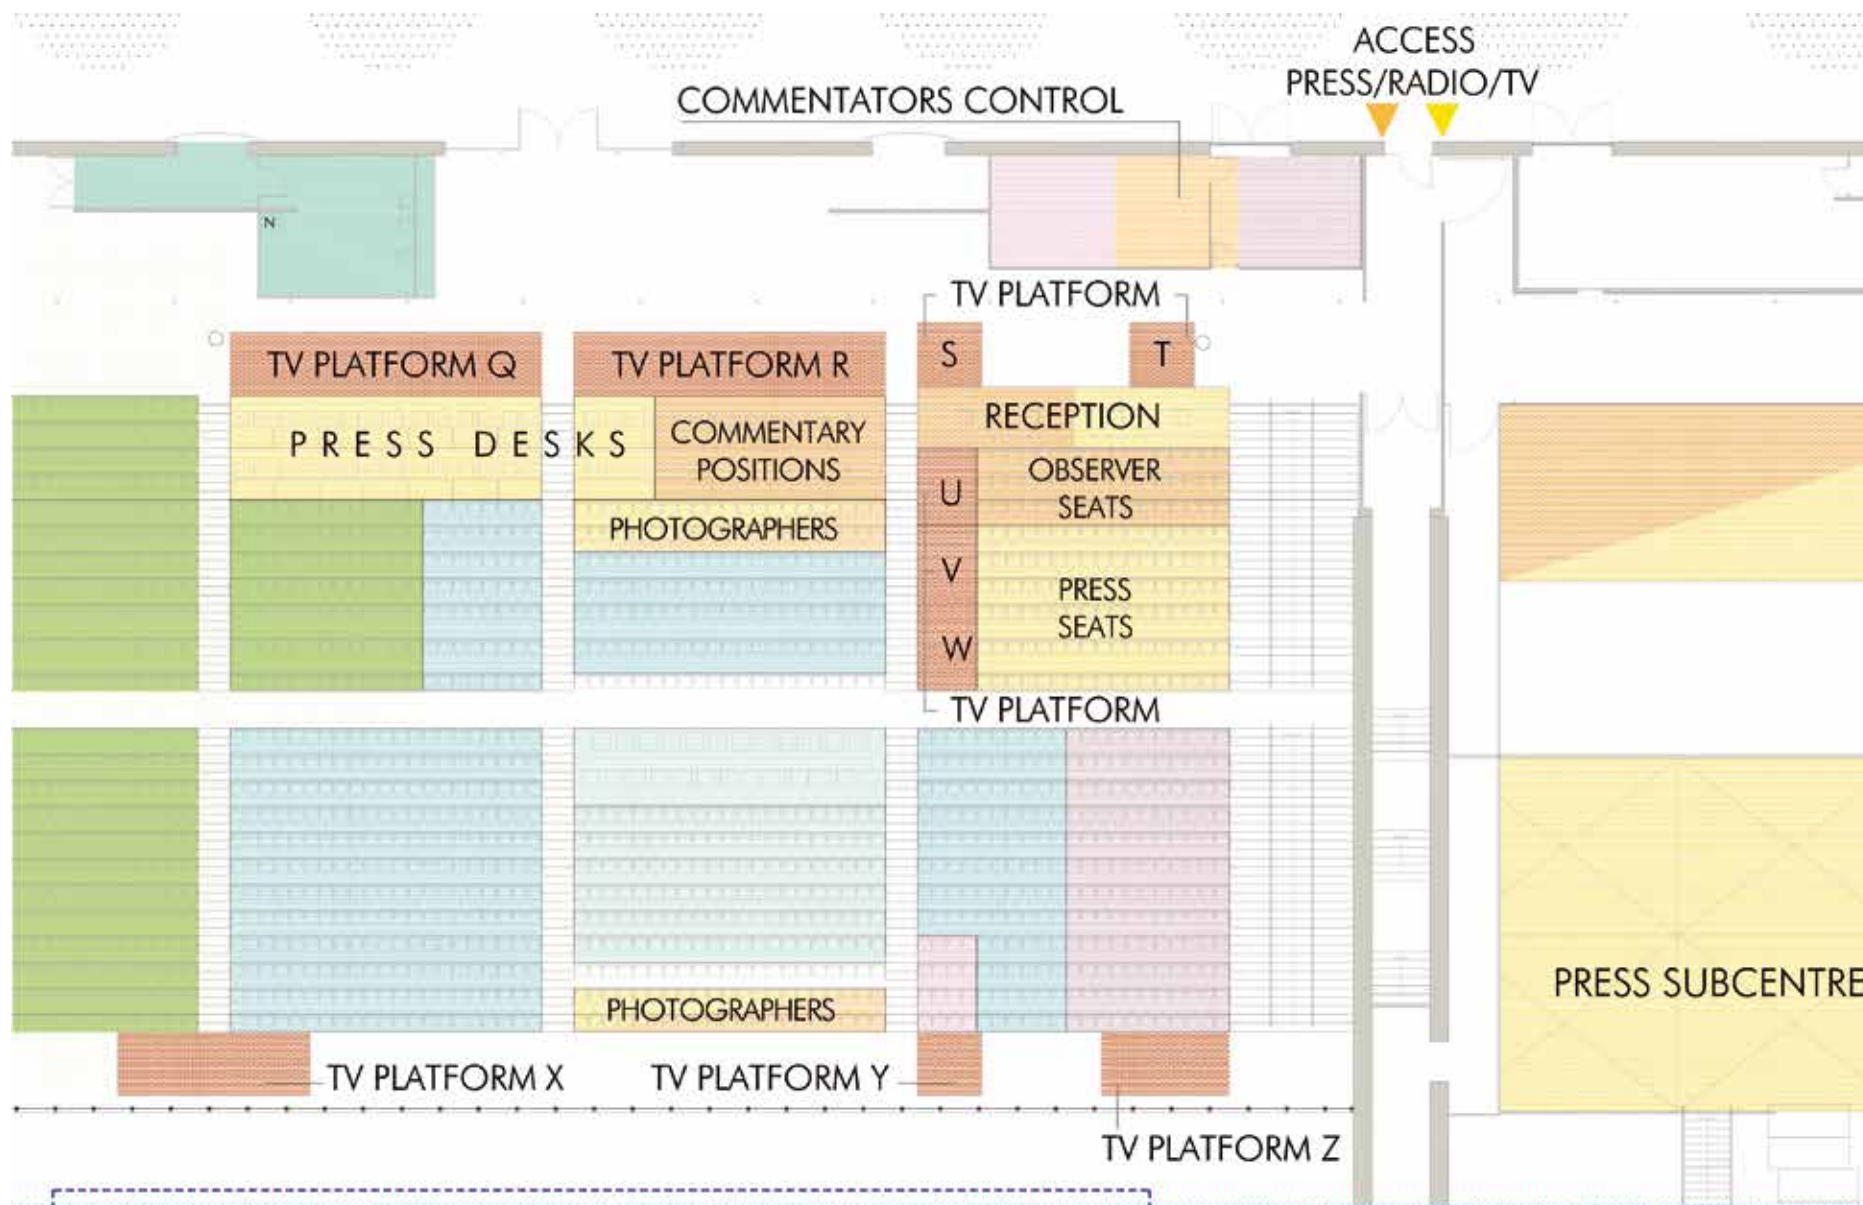 ACCESS
PRESS/RADIO/TV
COMMENTATORS CONTROL
N
TV PLATFORM
TV PLATFORM Q
TV PLATFORM R
S
T
PRESS DESKS
COMMENTARY
POSITIONS
RECEPTION
U
OBSERVER
SEATS
PHOTOGRAPHERS
V
PRESS
SEATS
W
TV PLATFORM
PRESS SUBCENTRE
PHOTOGRAPHERS
TV PLATFORM X
TV PLATFORM Y
TV PLATFORM Z